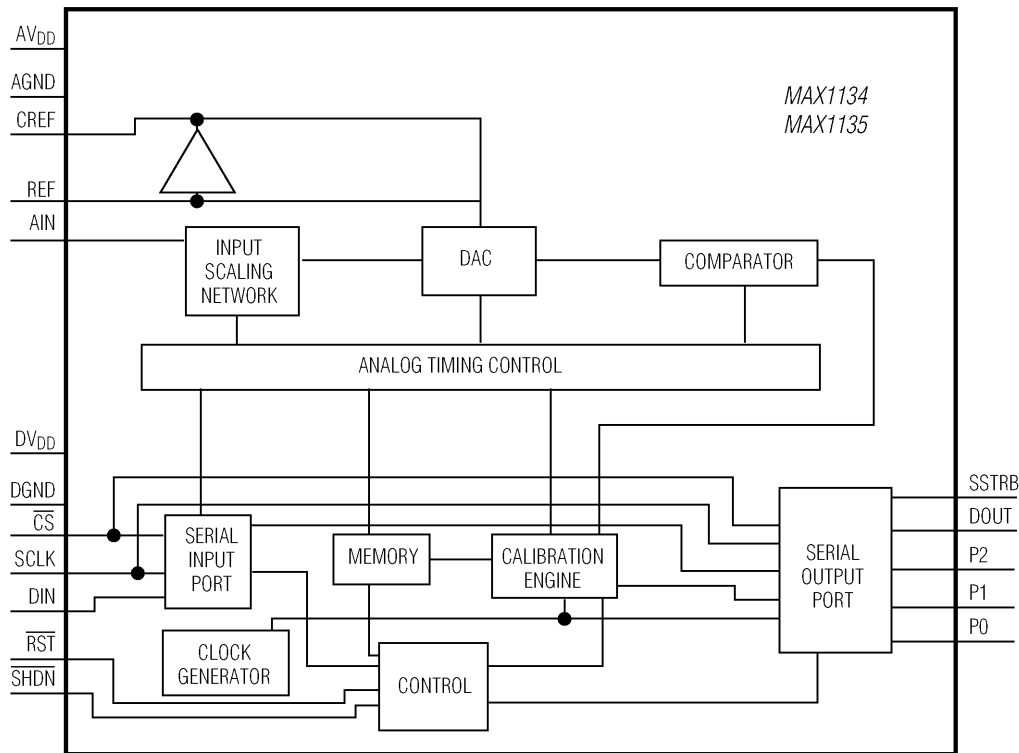 AVDD
AGND
CREF
REF
AIN
MAX1134
MAX1135
INPUT
SCALING
NETWORK
DAC
COMPARATOR
ANALOG TIMING CONTROL
DVDD
DGND
CS
SCLK
DIN
RST
SHDN
SERIAL
INPUT
PORT
MEMORY
CALIBRATION
ENGINE
CLOCK
GENERATOR
CONTROL
SERIAL
OUTPUT
PORT
SSTRB
DOUT
P2
P1
P0